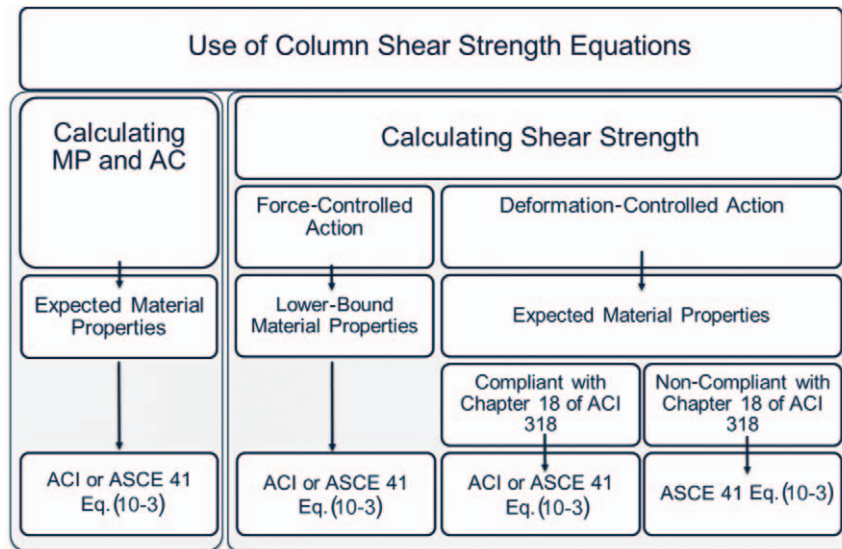 Use of Column Shear Strength Equations
Calculating
MP and AC
Calculating Shear Strength
Force-Controlled
Action
Deformation-Controlled Action
Expected Material
Properties
Lower-Bound
Material Properties
Expected Material Properties
Compliant with
Chapter 18 of ACI
318
Non-Compliant with
Chapter 18 of ACI
318
ACI or ASCE 41
Eq.(10-3)
ACI or ASCE 41
Eq.(10-3)
ACI or ASCE 41
Eq.(10-3)
ASCE 41 Eq.(10-3)